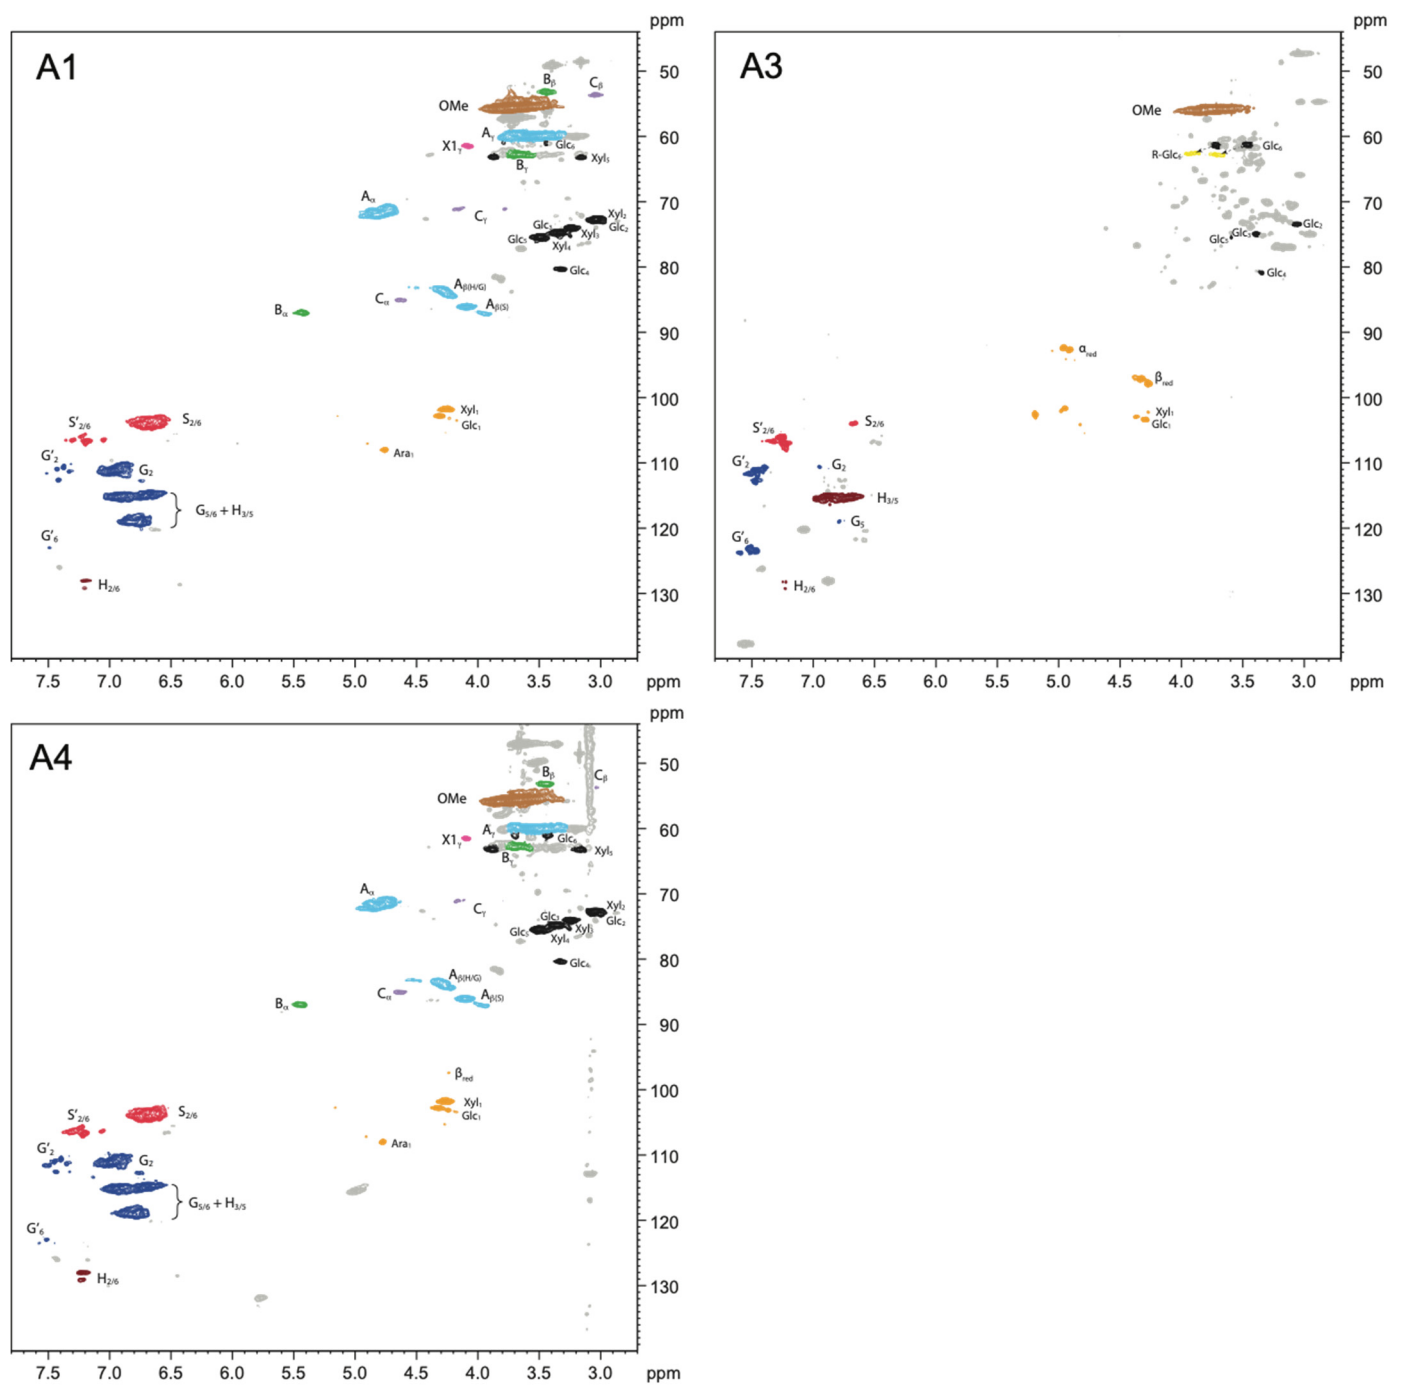 ppm
A1
50
60
70
80
90
100
110
120
130
Bβ
Cβ
OMe
Aγ
X1γ
Glc₆
Xyl₅
Bγ
Aα
Cγ
Xyl₂
Glc₂
Glc₃
Xyl₃
Glc₅
Xyl₄
Glc₄
Aβ(H/G)
Cα
Aβ(S)
Bα
Xyl₁
Glc₁
S'2/6
S2/6
Ara₁
G'₂
G₂
G5/6 + H3/5
G'₆
H2/6
7.5 7.0 6.5 6.0 5.5 5.0 4.5 4.0 3.5 3.0 ppm
ppm
A3
50
60
70
80
90
100
110
120
130
OMe
R-Glc₆
Glc₆
Glc₂
Glc₃
Glc₅
Glc₄
αred
βred
Xyl₁
Glc₁
S'2/6
S2/6
G'₂
G₂
H3/5
G₅
G'₆
H2/6
7.5 7.0 6.5 6.0 5.5 5.0 4.5 4.0 3.5 3.0 ppm
ppm
A4
50
60
70
80
90
100
110
120
130
Bβ
Cβ
OMe
Aγ
X1γ
Glc₆
Xyl₅
Bγ
Aα
Cγ
Xyl₂
Glc₂
Glc₃
Glc₅
Xyl₄
Glc₄
Aβ(H/G)
Cα
Aβ(S)
Bα
βred
Xyl₁
Glc₁
S'2/6
S2/6
Ara₁
G'₂
G₂
G5/6 + H3/5
G'₆
H2/6
7.5 7.0 6.5 6.0 5.5 5.0 4.5 4.0 3.5 3.0 ppm